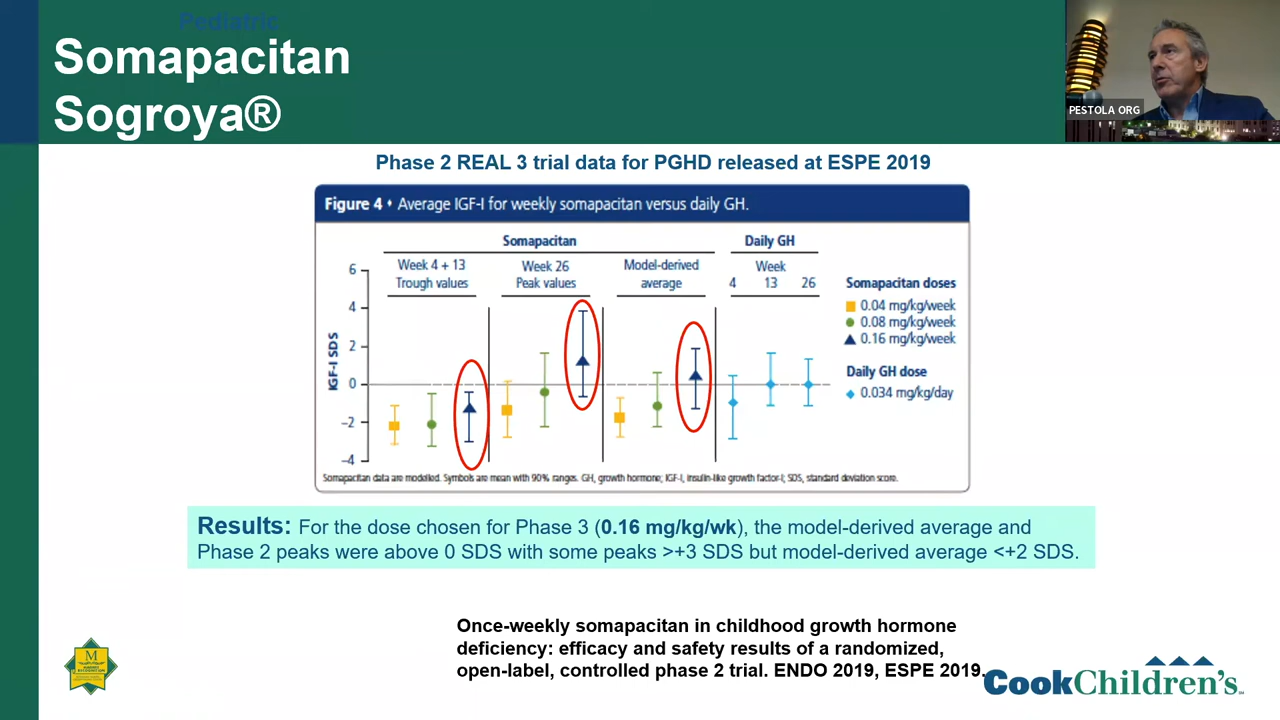 Pediatric
Somapacitan
Sogroya®
PESTOLA ORG
Phase 2 REAL 3 trial data for PGHD released at ESPE 2019
Figure 4 • Average IGF-I for weekly somapacitan versus daily GH.
Somapacitan
Daily GH
Week 4 + 13
Trough values
Week 26
Peak values
Model-derived
average
Week
4 13 26
6
4
2
0
−2
−4
IGF-I SDS
Somapacitan doses
0.04 mg/kg/week
0.08 mg/kg/week
0.16 mg/kg/week
Daily GH dose
0.034 mg/kg/day
Somapacitan data are modelled. Symbols are mean with 90% ranges. GH, growth hormone; IGF-I, insulin-like growth factor-I; SDS, standard deviation score.
Results: For the dose chosen for Phase 3 (0.16 mg/kg/wk), the model-derived average and
Phase 2 peaks were above 0 SDS with some peaks >+3 SDS but model-derived average <+2 SDS.
Once-weekly somapacitan in childhood growth hormone
deficiency: efficacy and safety results of a randomized,
open-label, controlled phase 2 trial. ENDO 2019, ESPE 2019.
M
CookChildren's℠